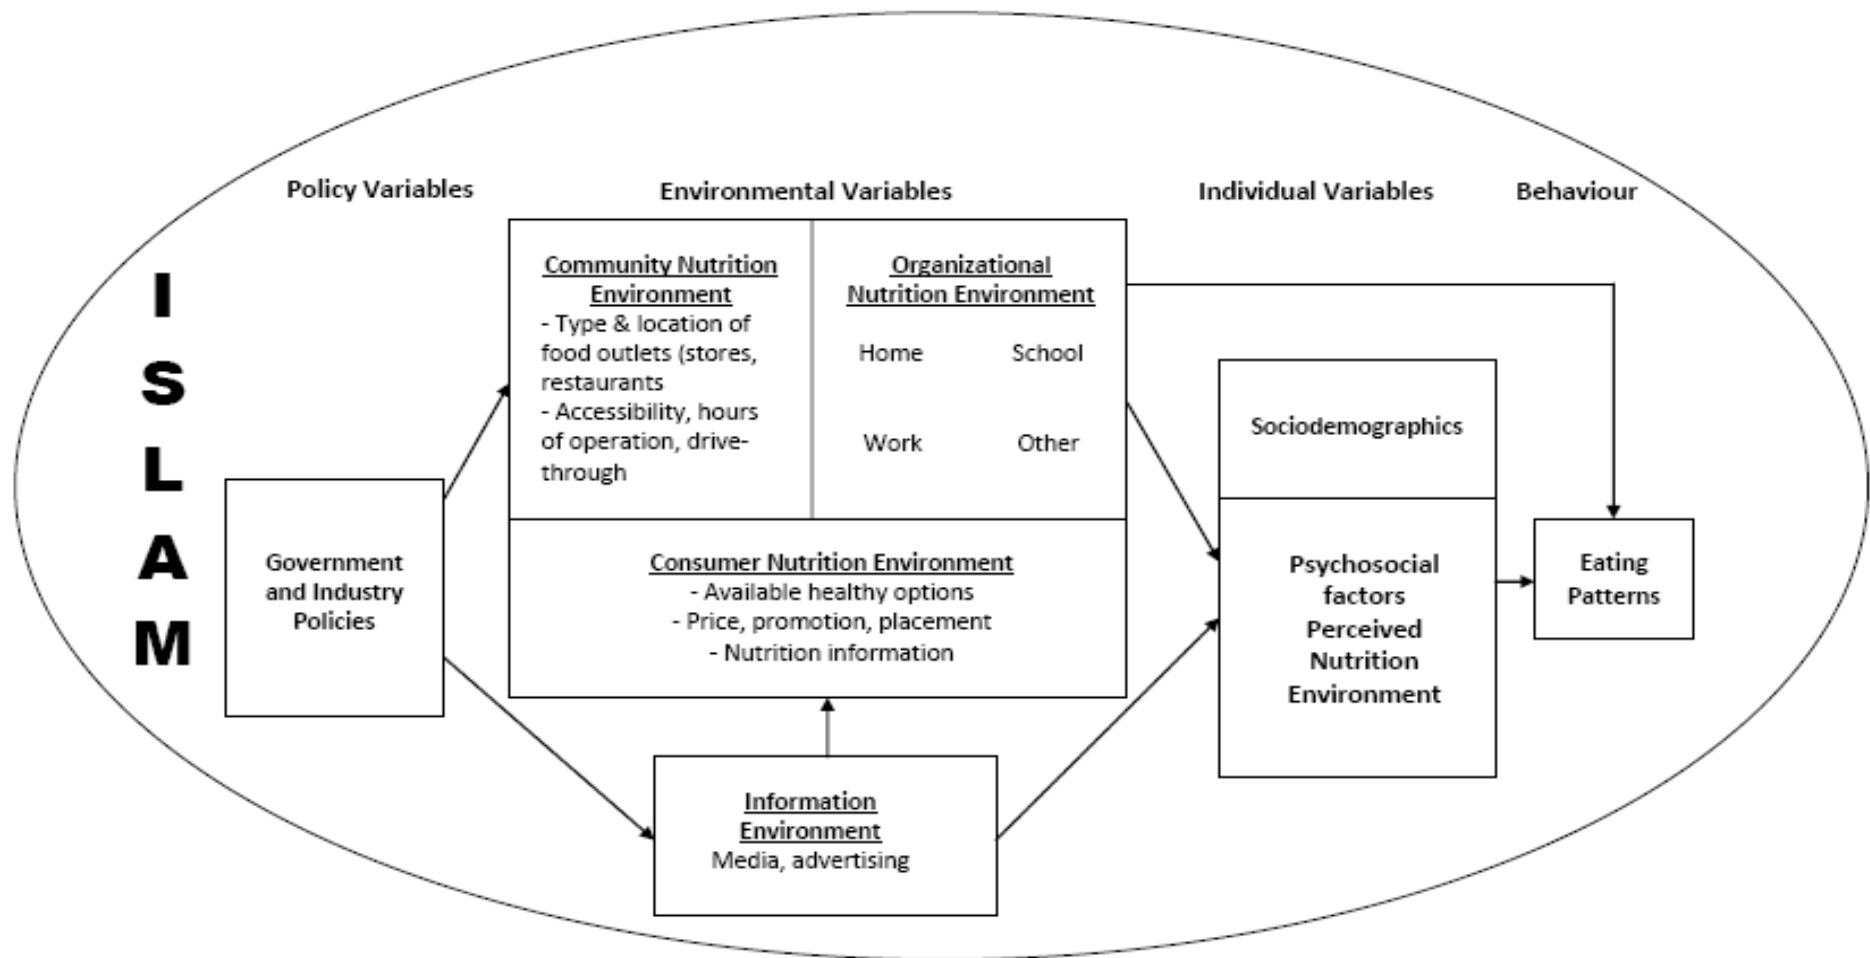 Policy Variables
Environmental Variables
Individual Variables
Behaviour
I
S
L
A
M
Government
and Industry
Policies
Community Nutrition
Environment
- Type & location of
food outlets (stores,
restaurants
- Accessibility, hours
of operation, drive-
through
Organizational
Nutrition Environment
Home School
Work Other
Consumer Nutrition Environment
- Available healthy options
- Price, promotion, placement
- Nutrition information
Information
Environment
Media, advertising
Sociodemographics
Psychosocial
factors
Perceived
Nutrition
Environment
Eating
Patterns